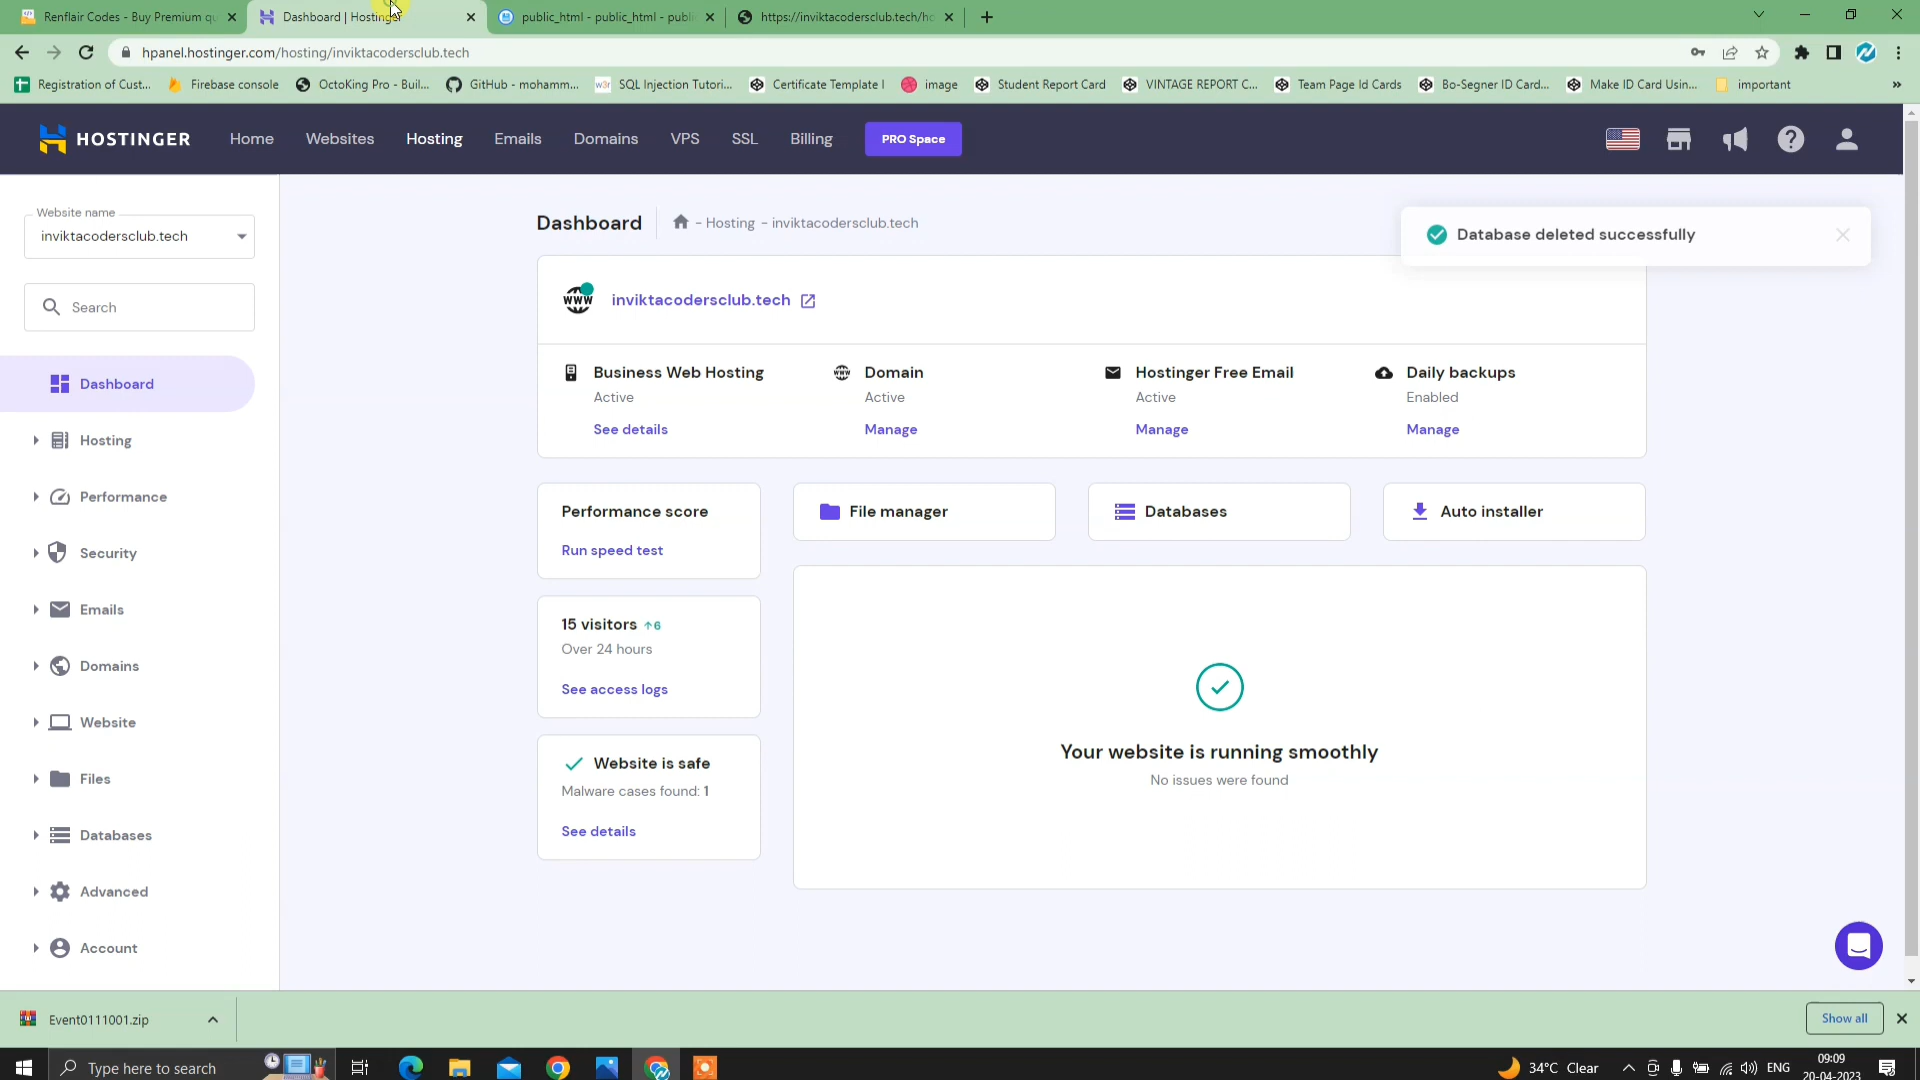 Renflair Codes - Buy Premium qu
Dashboard | Hostinger
public_html - public_html - publi
https://inviktacodersclub.tech/ho
hpanel.hostinger.com/hosting/inviktacodersclub.tech
Registration of Cust...
Firebase console
OctoKing Pro - Buil...
GitHub - mohamm...
w3r
SQL Injection Tutori...
Certificate Template I
image
Student Report Card
VINTAGE REPORT C...
Team Page Id Cards
Bo-Segner ID Card...
Make ID Card Usin...
important
»
HOSTINGER
Home
Websites
Hosting
Emails
Domains
VPS
SSL
Billing
PRO Space
Website name
inviktacodersclub.tech
Search
Dashboard
Hosting
Performance
Security
Emails
Domains
Website
Files
Databases
Advanced
Account
Dashboard
- Hosting - inviktacodersclub.tech
Database deleted successfully
www
inviktacodersclub.tech
Business Web Hosting
Active
See details
Domain
Active
Manage
Hostinger Free Email
Active
Manage
Daily backups
Enabled
Manage
Performance score
Run speed test
File manager
Databases
Auto installer
15 visitors ↑6
Over 24 hours
See access logs
Website is safe
Malware cases found: 1
See details
Your website is running smoothly
No issues were found
Event0111001.zip
Show all
Type here to search
34°C Clear
ENG
09:09
20-04-2023